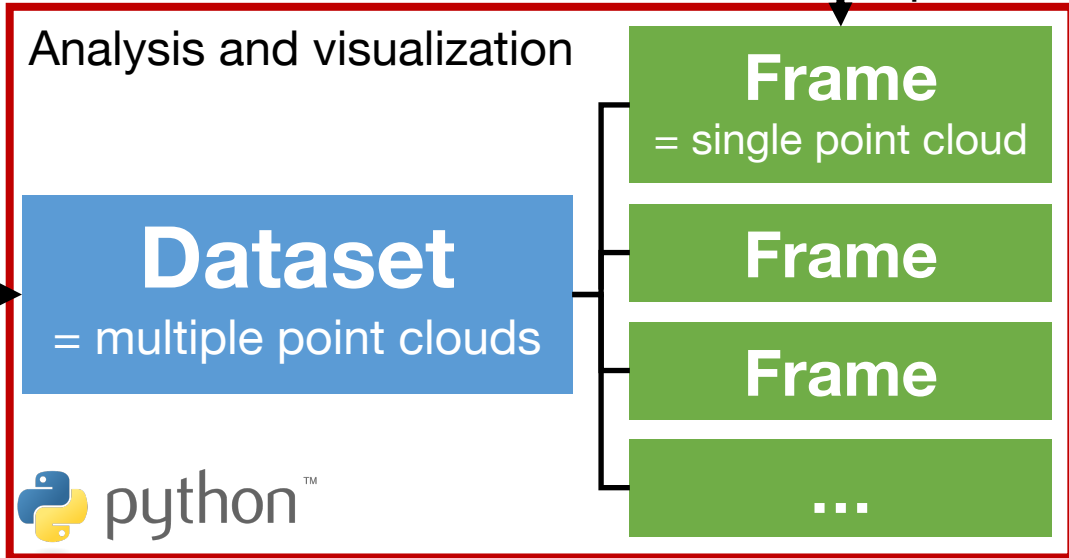 Analysis and visualization
Dataset
= multiple point clouds
Frame
= single point cloud
Frame
Frame
...
python™